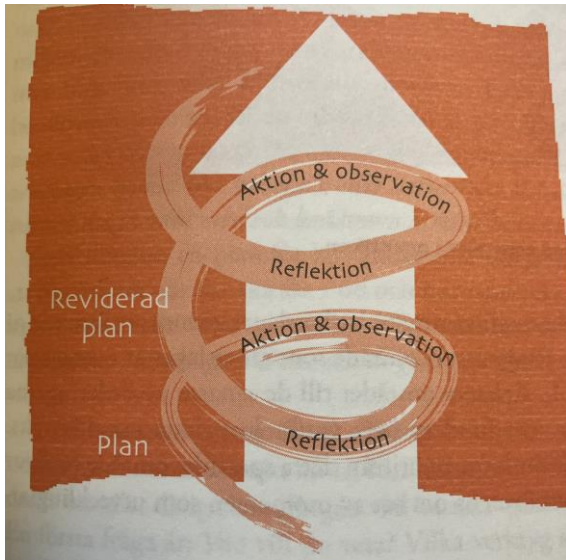 Aktion & observation
Reflektion
Reviderad
plan
Aktion & observation
Reflektion
Plan